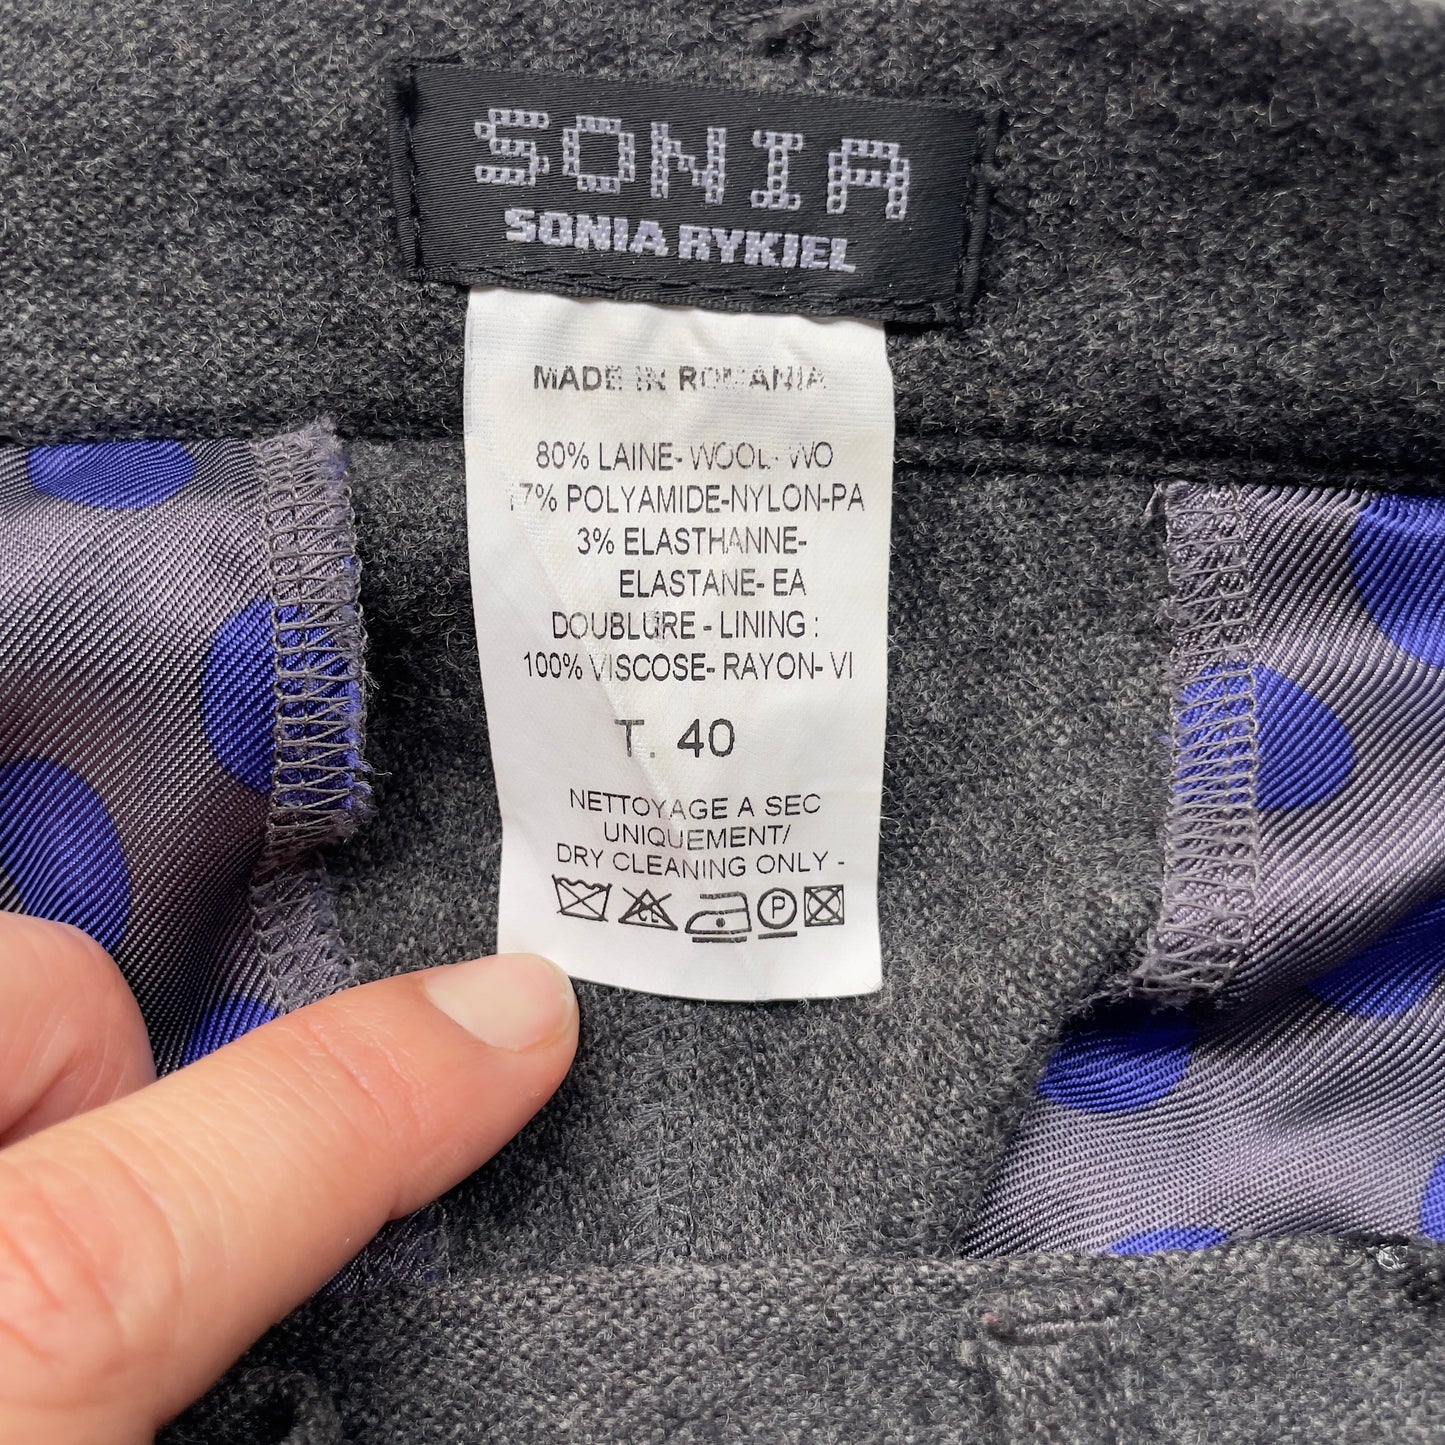 SONIA
SONIA RYKIEL
MADE IN ROMANIA
80% LAINE- WOOL- WO
17% POLYAMIDE-NYLON-PA
3% ELASTHANNE-
ELASTANE- EA
DOUBLURE - LINING :
100% VISCOSE- RAYON- VI
T. 40
NETTOYAGE A SEC
UNIQUEMENT/
DRY CLEANING ONLY -
CL P